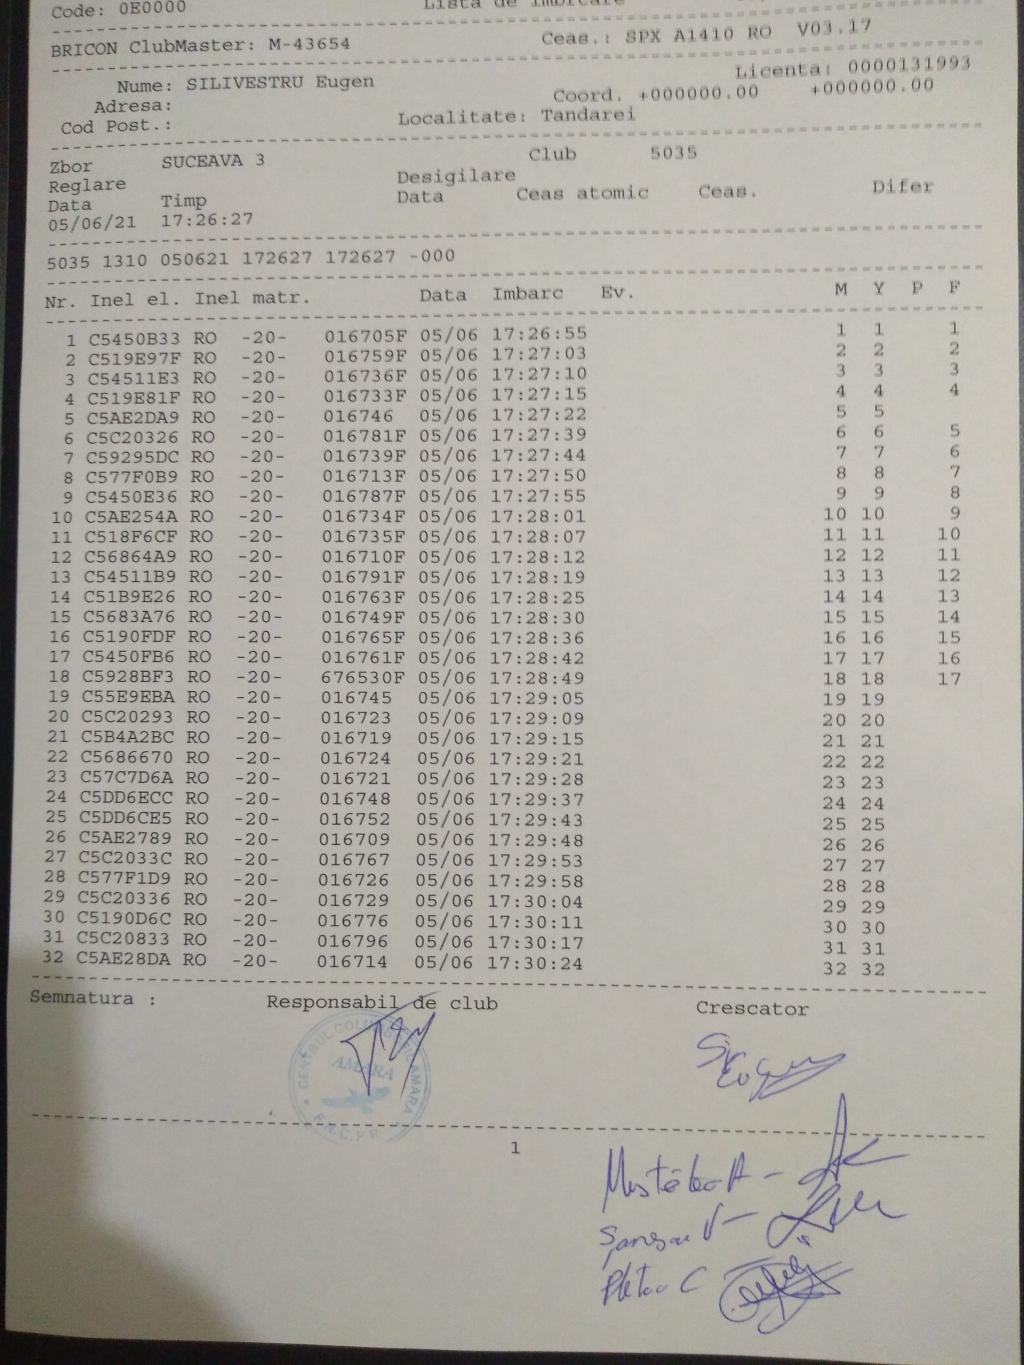 Code: 0E0000 Lista de imbarcare
BRICON ClubMaster: M-43654 Ceas.: SPX A1410 RO V03.17
Nume: SILIVESTRU Eugen Licenta: 0000131993
Adresa: Coord. +000000.00 +000000.00
Cod Post.: Localitate: Tandarei
Zbor SUCEAVA 3 Club 5035
Reglare Desigilare
Data Timp Data Ceas atomic Ceas. Difer
05/06/21 17:26:27
5035 1310 050621 172627 172627 -000
Nr. Inel el. Inel matr. Data Imbarc Ev. M Y P F
1 C5450B33 RO -20- 016705F 05/06 17:26:55 1 1 1
2 C519E97F RO -20- 016759F 05/06 17:27:03 2 2 2
3 C54511E3 RO -20- 016736F 05/06 17:27:10 3 3 3
4 C519E81F RO -20- 016733F 05/06 17:27:15 4 4 4
5 C5AE2DA9 RO -20- 016746 05/06 17:27:22 5 5
6 C5C20326 RO -20- 016781F 05/06 17:27:39 6 6 5
7 C59295DC RO -20- 016739F 05/06 17:27:44 7 7 6
8 C577F0B9 RO -20- 016713F 05/06 17:27:50 8 8 7
9 C5450E36 RO -20- 016787F 05/06 17:27:55 9 9 8
10 C5AE254A RO -20- 016734F 05/06 17:28:01 10 10 9
11 C518F6CF RO -20- 016735F 05/06 17:28:07 11 11 10
12 C56864A9 RO -20- 016710F 05/06 17:28:12 12 12 11
13 C54511B9 RO -20- 016791F 05/06 17:28:19 13 13 12
14 C51B9E26 RO -20- 016763F 05/06 17:28:25 14 14 13
15 C5683A76 RO -20- 016749F 05/06 17:28:30 15 15 14
16 C5190FDF RO -20- 016765F 05/06 17:28:36 16 16 15
17 C5450FB6 RO -20- 016761F 05/06 17:28:42 17 17 16
18 C5928BF3 RO -20- 676530F 05/06 17:28:49 18 18 17
19 C55E9EBA RO -20- 016745 05/06 17:29:05 19 19
20 C5C20293 RO -20- 016723 05/06 17:29:09 20 20
21 C5B4A2BC RO -20- 016719 05/06 17:29:15 21 21
22 C5686670 RO -20- 016724 05/06 17:29:21 22 22
23 C57C7D6A RO -20- 016721 05/06 17:29:28 23 23
24 C5DD6ECC RO -20- 016748 05/06 17:29:37 24 24
25 C5DD6CE5 RO -20- 016752 05/06 17:29:43 25 25
26 C5AE2789 RO -20- 016709 05/06 17:29:48 26 26
27 C5C2033C RO -20- 016767 05/06 17:29:53 27 27
28 C577F1D9 RO -20- 016726 05/06 17:29:58 28 28
29 C5C20336 RO -20- 016729 05/06 17:30:04 29 29
30 C5190D6C RO -20- 016776 05/06 17:30:11 30 30
31 C5C20833 RO -20- 016796 05/06 17:30:17 31 31
32 C5AE28DA RO -20- 016714 05/06 17:30:24 32 32
Semnatura : Responsabil de club Crescator
AMARA
1